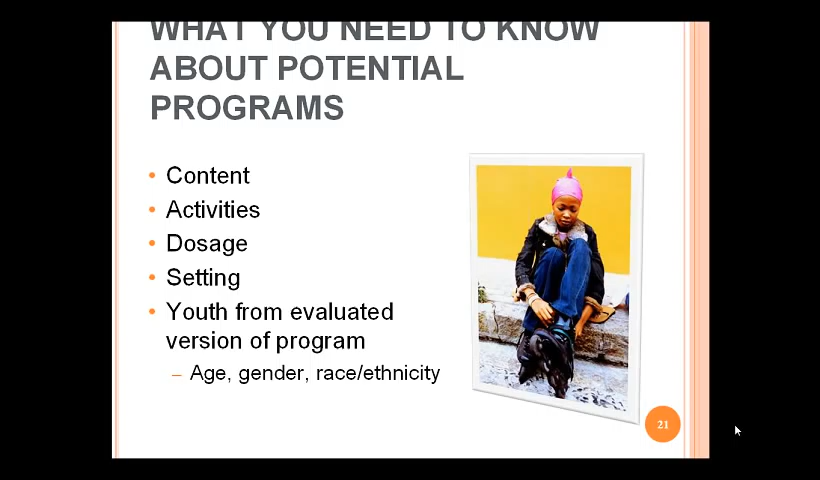 WHAT YOU NEED TO KNOW
ABOUT POTENTIAL
PROGRAMS
• Content
• Activities
• Dosage
• Setting
• Youth from evaluated
version of program
– Age, gender, race/ethnicity
21